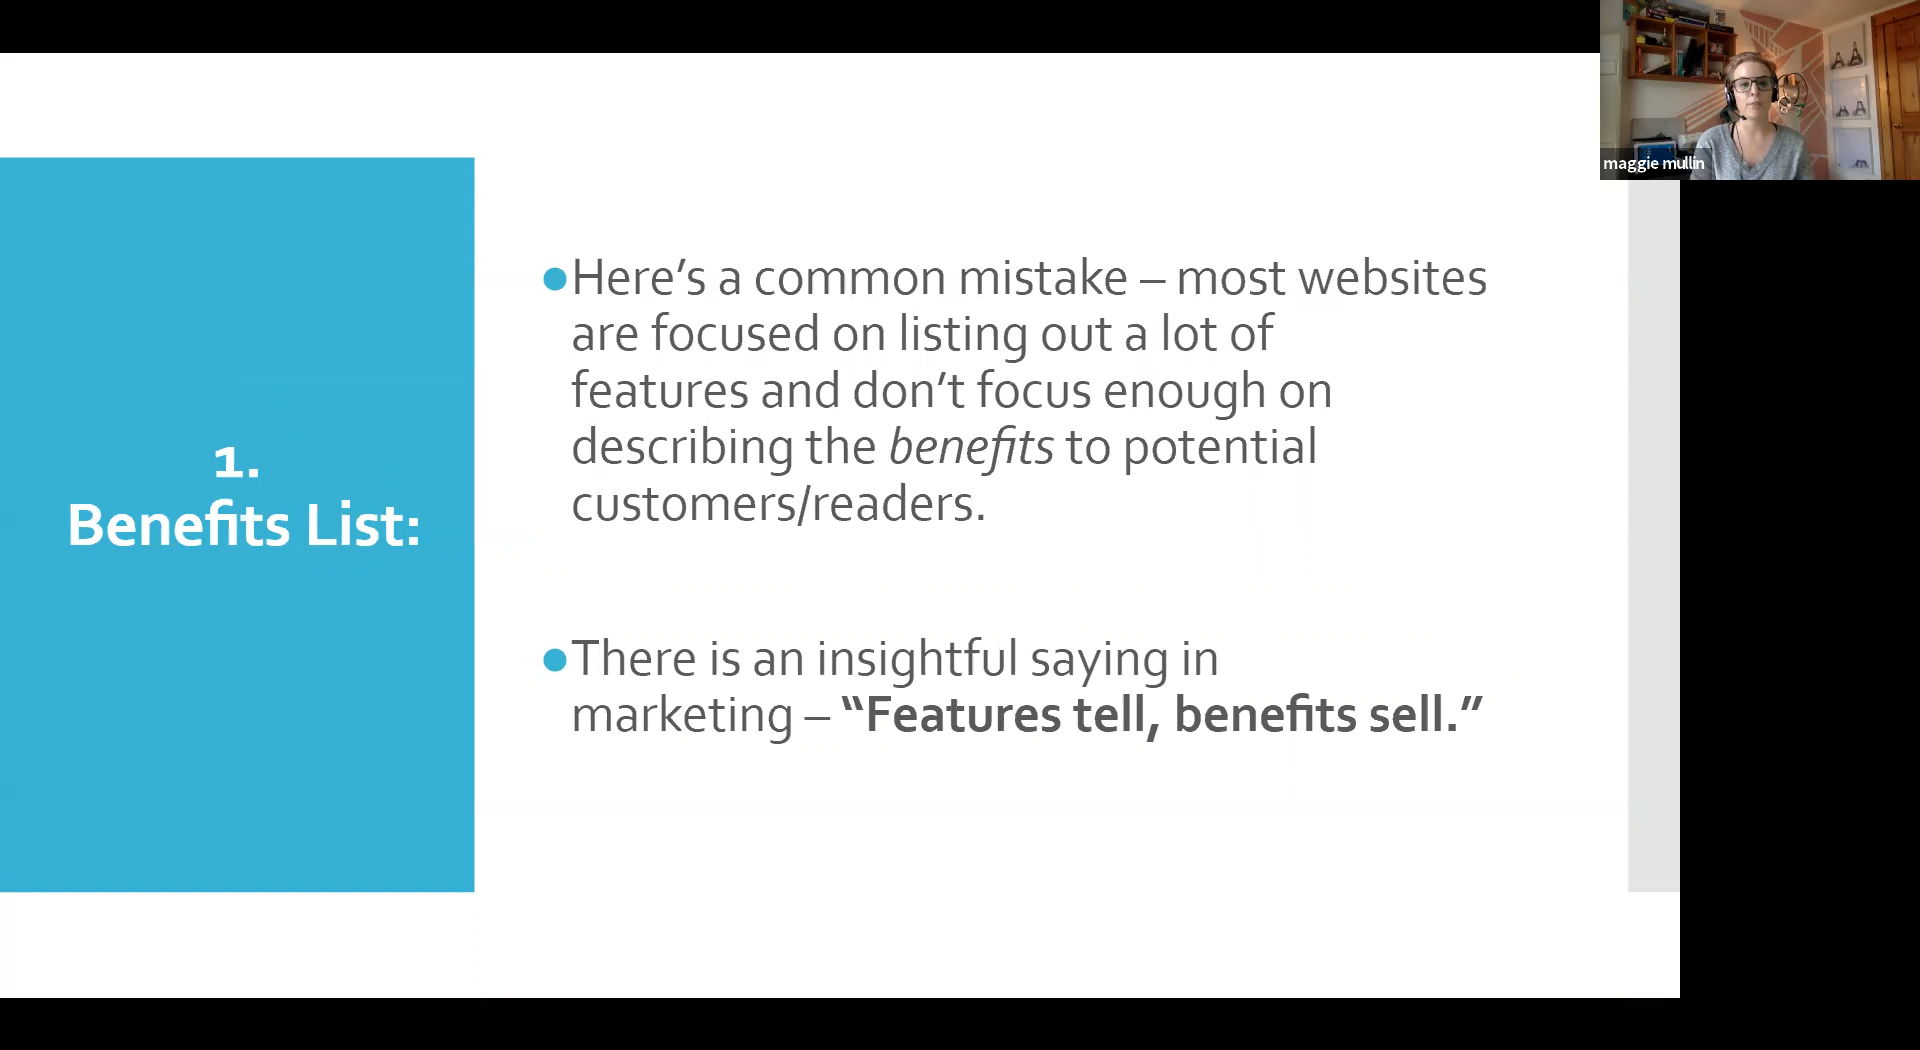 maggie mullin
1.
Benefits List:
●Here’s a common mistake – most websites
are focused on listing out a lot of
features and don’t focus enough on
describing the benefits to potential
customers/readers.
●There is an insightful saying in
marketing – “Features tell, benefits sell.”